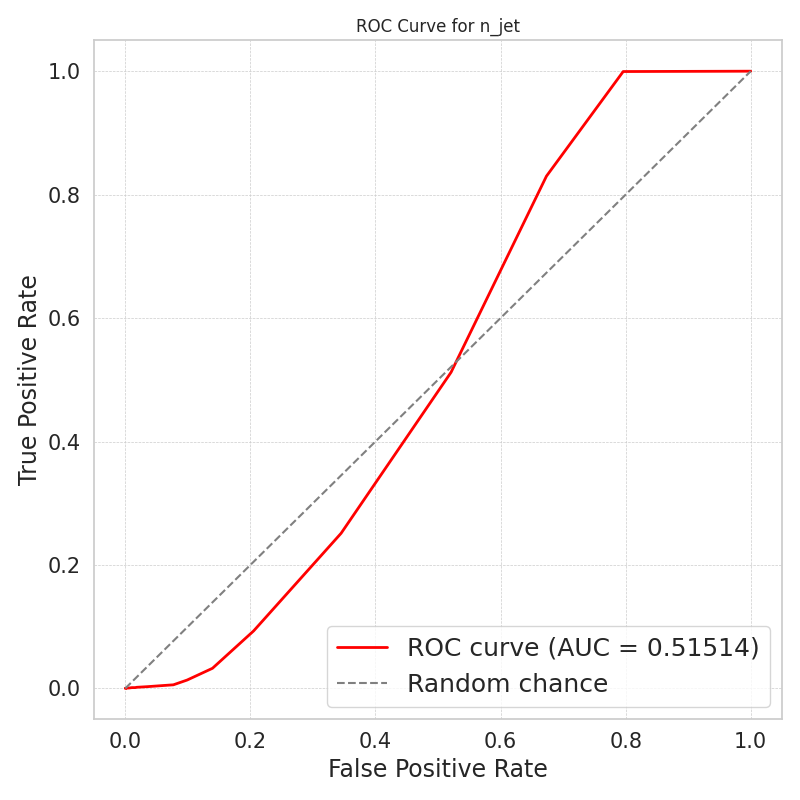 ROC Curve for n_jet
True Positive Rate
1.0
0.8
0.6
0.4
0.2
0.0
ROC curve (AUC = 0.51514)
Random chance
0.0 0.2 0.4 0.6 0.8 1.0
False Positive Rate